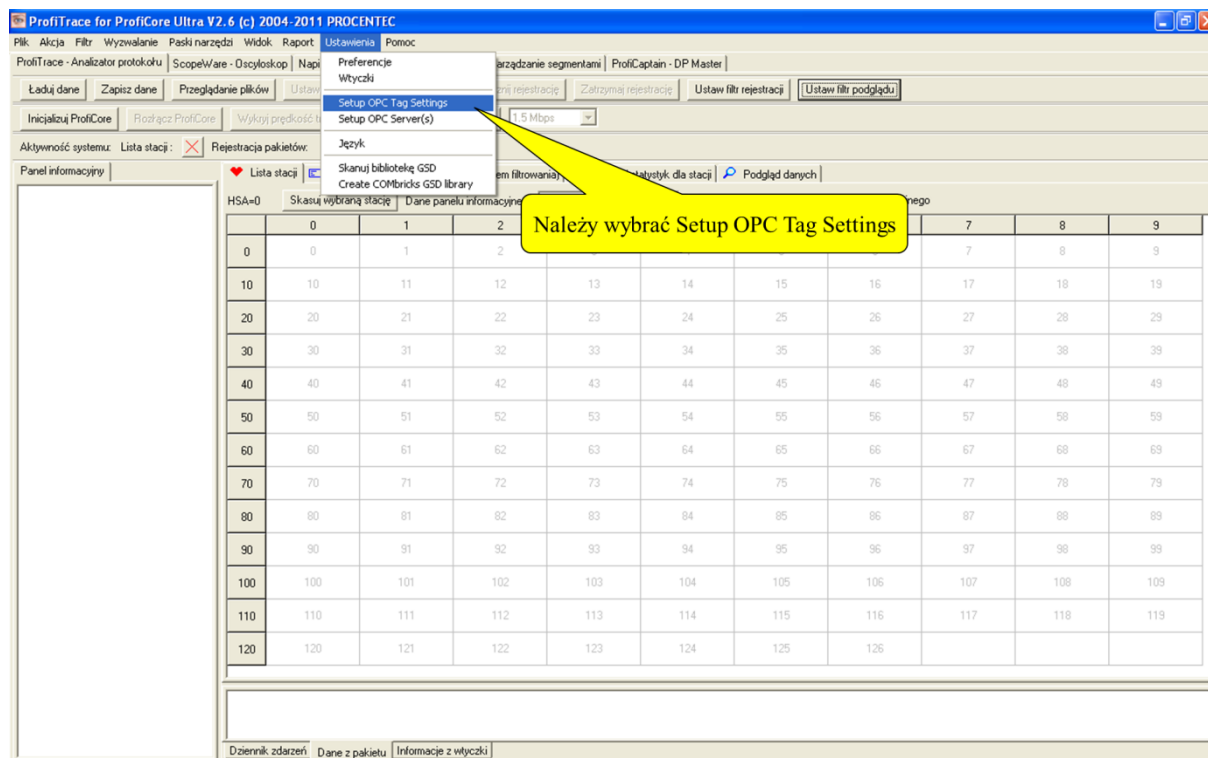 ProfiTrace for ProfiCore Ultra V2.6 (c) 2004-2011 PROCENTEC
Plik Akcja Filtr Wyzwalanie Paski narzędzi Widok Raport Ustawienia Pomoc
ProfiTrace - Analizator protokołu ScopeWare - Oscyloskop ProfiCaptain - DP Master
Preferencje
Wtyczki
Setup OPC Tag Settings
Setup OPC Server(s)
Język
Skanuj bibliotekę GSD
Create COMbricks GSD library
Ładuj dane Zapisz dane Przeglądanie plików Zatrzymaj rejestrację Ustaw filtr rejestracji Ustaw filtr podglądu
Inicjalizuj ProfiCore Rozłącz ProfiCore Wykryj prędkość 1.5 Mbps
Aktywność systemu: Lista stacji: Rejestracja pakietów:
Panel informacyjny Lista stacji dla stacji Podgląd danych
HSA=0 Skasuj wybraną stację Dane panelu
Należy wybrać Setup OPC Tag Settings
0 1 2 7 8 9
0 0 1 2 7 8 9
10 10 11 12 13 14 15 16 17 18 19
20 20 21 22 23 24 25 26 27 28 29
30 30 31 32 33 34 35 36 37 38 39
40 40 41 42 43 44 45 46 47 48 49
50 50 51 52 53 54 55 56 57 58 59
60 60 61 62 63 64 65 66 67 68 69
70 70 71 72 73 74 75 76 77 78 79
80 80 81 82 83 84 85 86 87 88 89
90 90 91 92 93 94 95 96 97 98 99
100 100 101 102 103 104 105 106 107 108 109
110 110 111 112 113 114 115 116 117 118 119
120 120 121 122 123 124 125 126
Dziennik zdarzeń Dane z pakietu Informacje z wtyczki